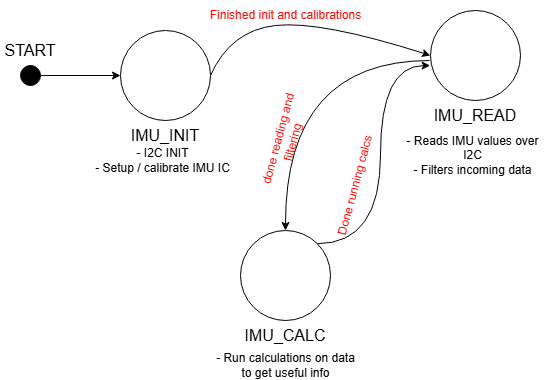 Finished init and calibrations
START
IMU_INIT
- I2C INIT
- Setup / calibrate IMU IC
IMU_READ
- Reads IMU values over
I2C
- Filters incoming data
done reading and
filtering
Done running calcs
IMU_CALC
- Run calculations on data
to get useful info